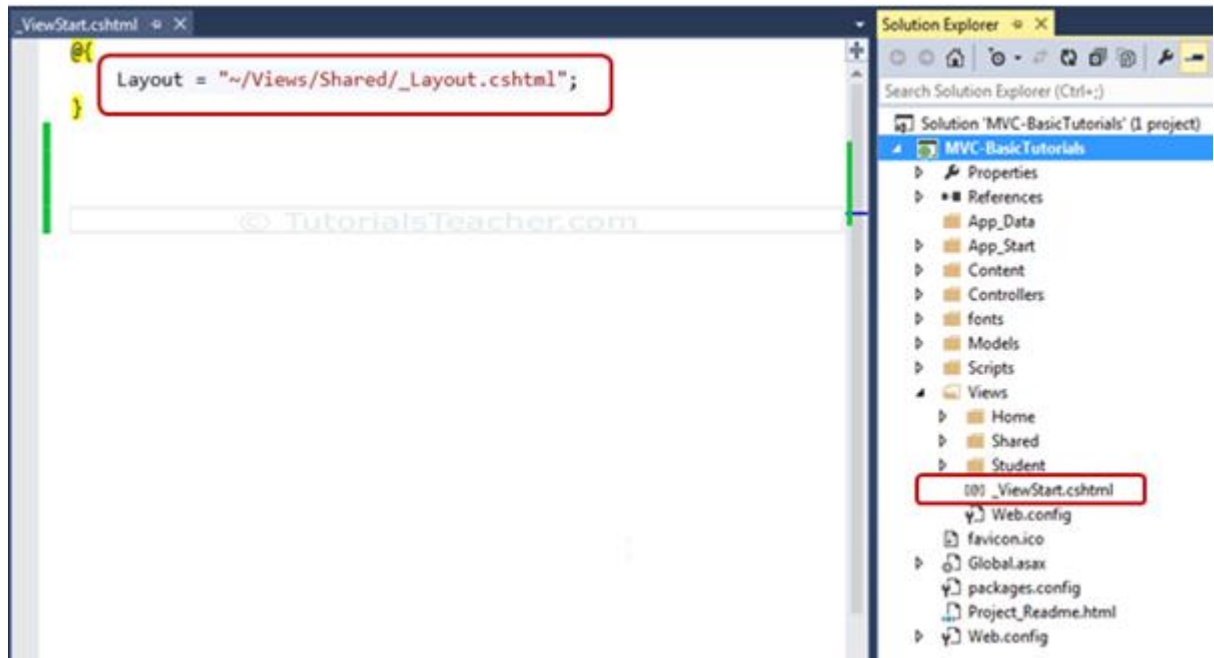 _ViewStart.cshtml
@{
Layout = "~/Views/Shared/_Layout.cshtml";
}
© TutorialsTeacher.com
Solution Explorer
Search Solution Explorer (Ctrl+;)
Solution 'MVC-BasicTutorials' (1 project)
MVC-BasicTutorials
Properties
References
App_Data
App_Start
Content
Controllers
fonts
Models
Scripts
Views
Home
Shared
Student
_ViewStart.cshtml
Web.config
favicon.ico
Global.asax
packages.config
Project_Readme.html
Web.config